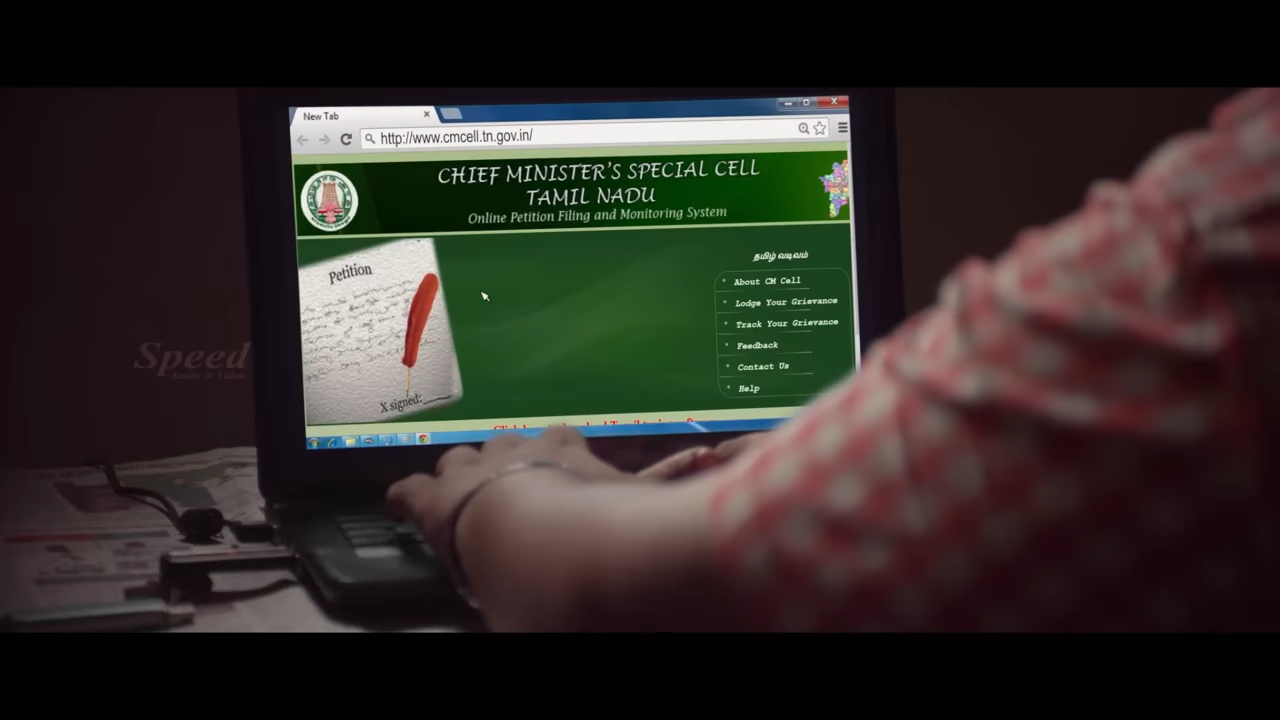 New Tab
http://www.cmcell.tn.gov.in/
CHIEF MINISTER'S SPECIAL CELL
TAMIL NADU
Online Petition Filing and Monitoring System
Petition
X signed:
தமிழ் வடிவம்
About CM Cell
Lodge Your Grievance
Track Your Grievance
Feedback
Contact Us
Help
Speed
Audio & Video